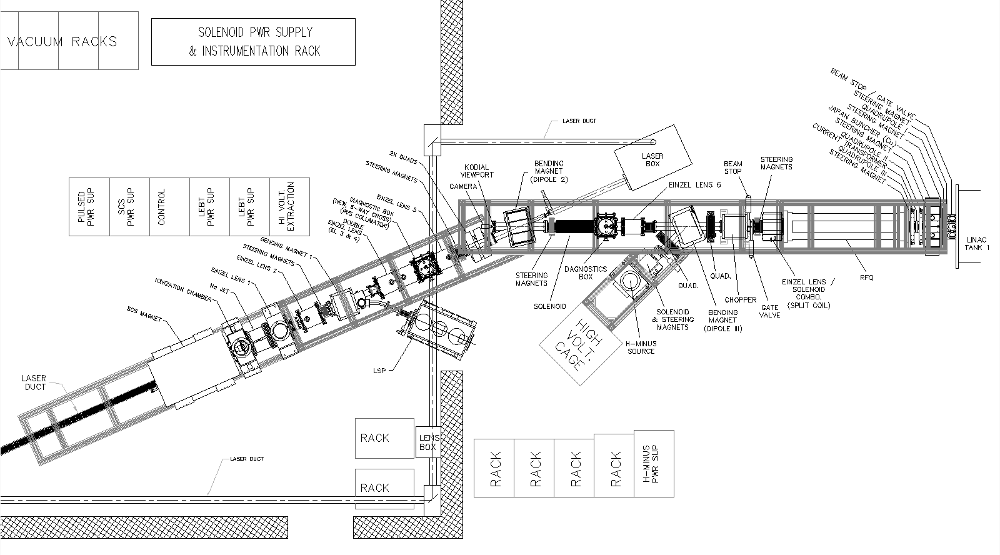 VACUUM RACKS
SOLENOID PWR SUPPLY
& INSTRUMENTATION RACK
BEAM STOP / GATE VALVE
STEERING MAGNET
QUADRUPOLE I
STEERING MAGNET
JAPAN BUNCHER (Cu)
STEERING MAGNET
QUADRUPOLE II
CURRENT TRANSFORMER
QUADRUPOLE III
STEERING MAGNET
LASER DUCT
LASER
BOX
2X QUADS
STEERING MAGNETS
KODIAL
VIEWPORT
CAMERA
BENDING
MAGNET
(DIPOLE 2)
EINZEL LENS 6
BEAM
STOP
STEERING
MAGNETS
PULSED
PWR SUP
SCS
PWR SUP
CONTROL
LEBT
PWR SUP
LEBT
PWR SUP
HI VOLT.
EXTRACTION
EINZEL LENS 5
DIAGNOSTIC BOX
(NEW, 8-WAY CROSS)
(IRIS COLLIMATOR)
DOUBLE
EINZEL LENS
(EL 3 & 4)
BENDING MAGNET 1
STEERING MAGNETS
EINZEL LENS 2
EINZEL LENS 1
Na JET
IONIZATION CHAMBER
SCS MAGNET
LINAC
TANK 1
STEERING
MAGNETS
SOLENOID
DAGNOSTICS
BOX
QUAD.
QUAD.
CHOPPER
GATE
VALVE
EINZEL LENS /
SOLENOID
COMBO.
(SPLIT COIL)
RFQ
SOLENOID
& STEERING
MAGNETS
BENDING
MAGNET
(DIPOLE III)
H-MINUS
SOURCE
HIGH
VOLT.
CAGE
LSP
LASER
DUCT
LASER DUCT
RACK
LENS
BOX
RACK
RACK
RACK
RACK
RACK
H-MINUS
PWR SUP